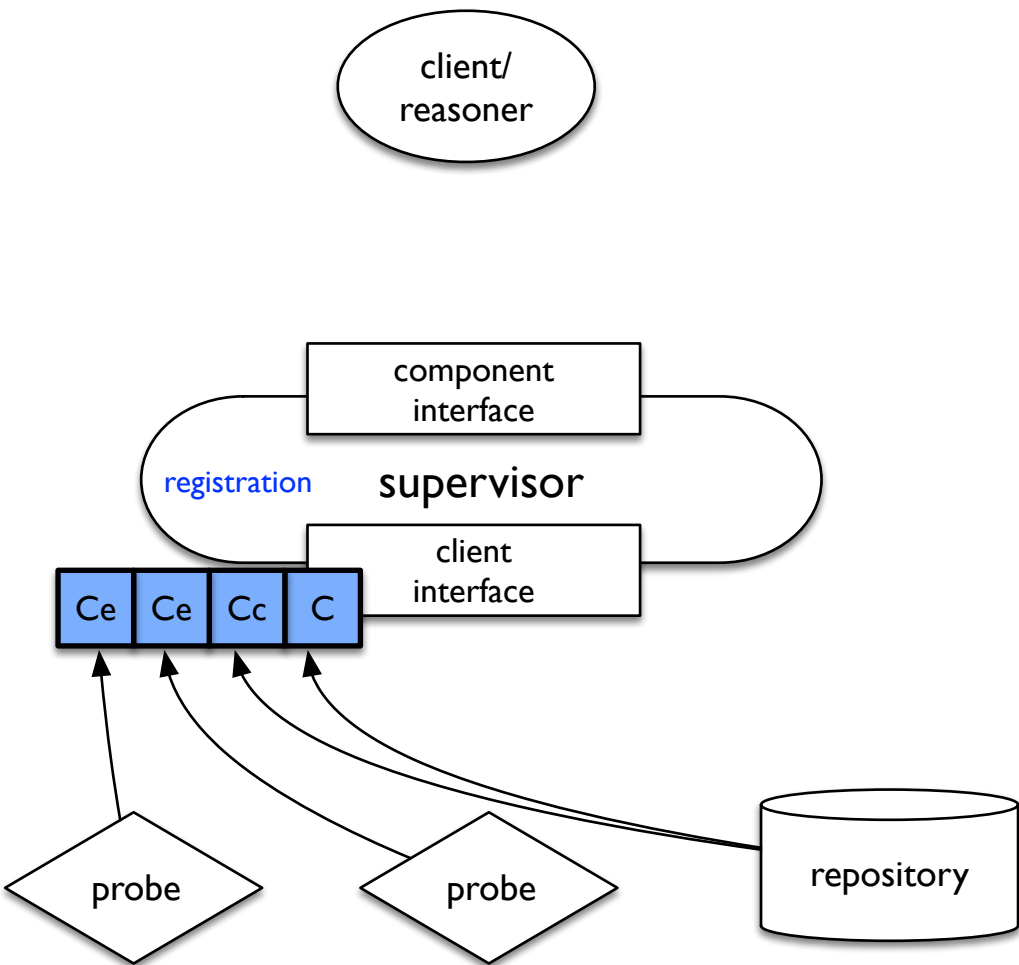 client/
reasoner
component
interface
registration supervisor
client
interface
Ce Ce Cc C
probe probe repository